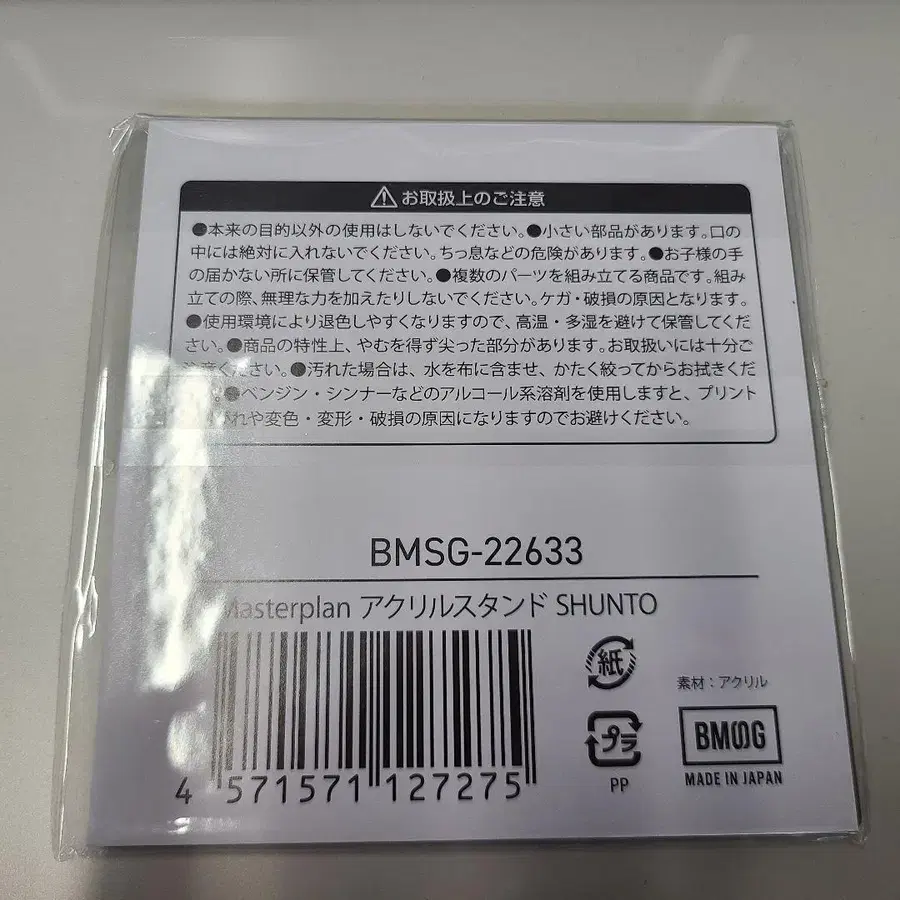 ⚠ お取扱上のご注意
●本来の目的以外の使用はしないでください。●小さい部品があります。口の
中には絶対に入れないでください。ちっ息などの危険があります。●お子様の手
の届かない所に保管してください。●複数のパーツを組み立てる商品です。組み
立ての際、無理な力を加えたりしないでください。ケガ・破損の原因となります。
●使用環境により退色しやすくなりますので、高温・多湿を避けて保管してくだ
さい。●商品の特性上、やむを得ず尖った部分があります。お取扱いには十分ご
注意ください。●汚れた場合は、水を布に含ませ、かたく絞ってからお拭きくだ
。●ベンジン・シンナーなどのアルコール系溶剤を使用しますと、プリント
がれや変色・変形・破損の原因になりますのでお避けください。
BMSG-22633
Masterplan アクリルスタンド SHUNTO
4 571571 127275
紙
プラ
PP
素材：アクリル
BMSG
MADE IN JAPAN